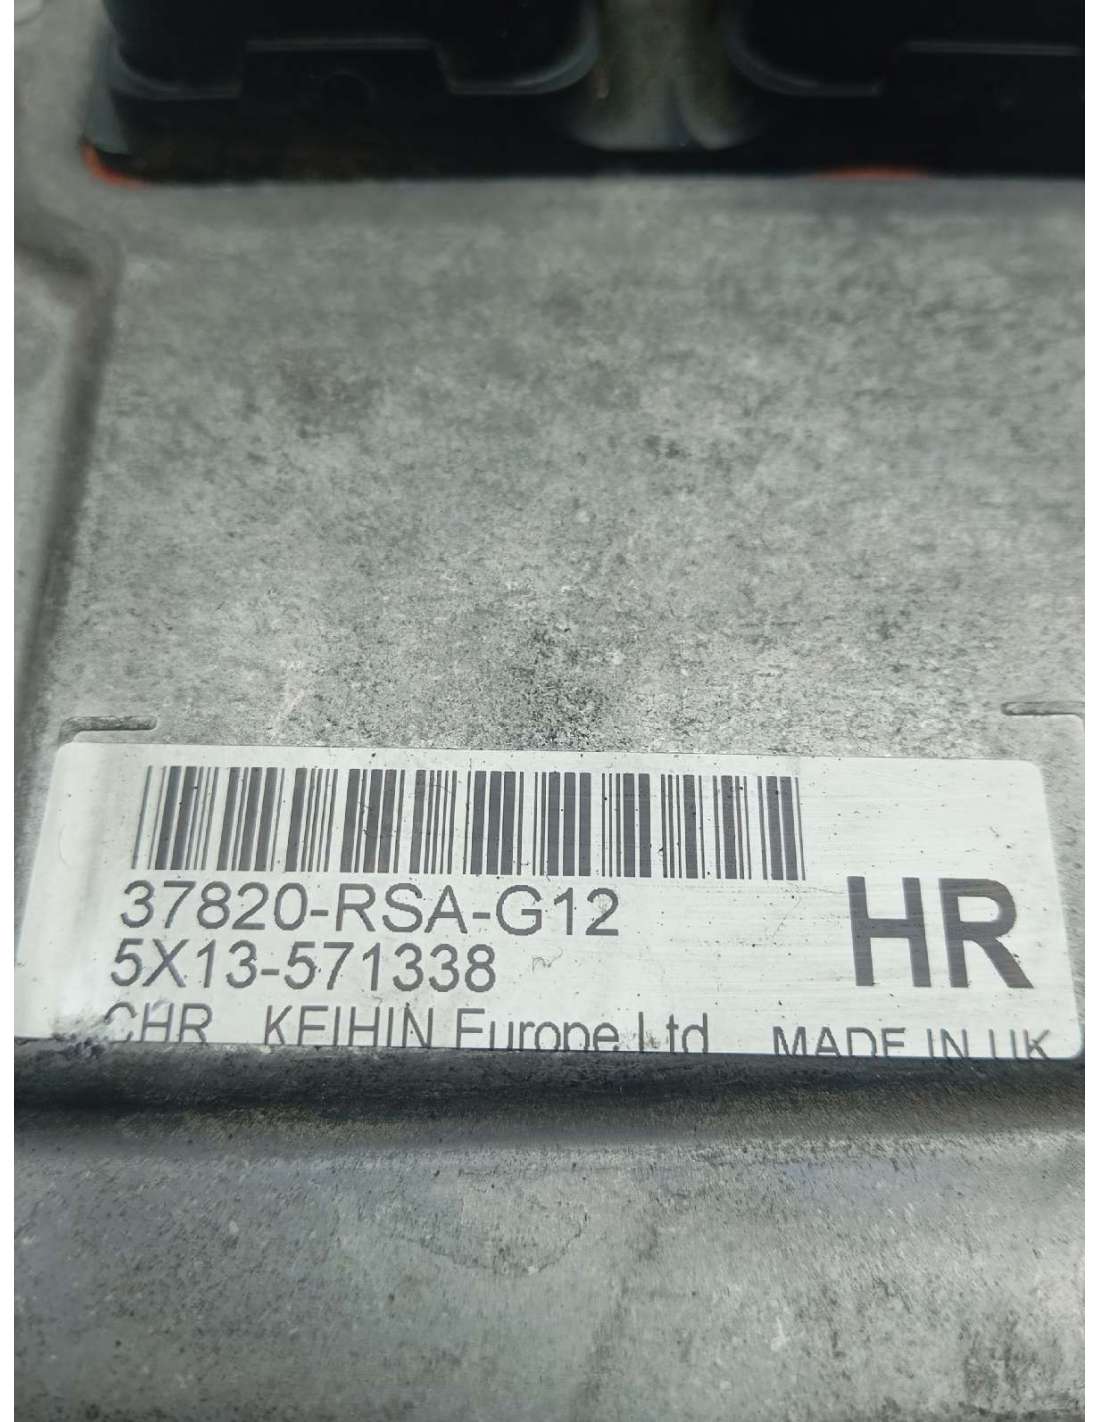 37820-RSA-G12
5X13-571338
HR
CHR KEIHIN Europe Ltd MADE IN UK